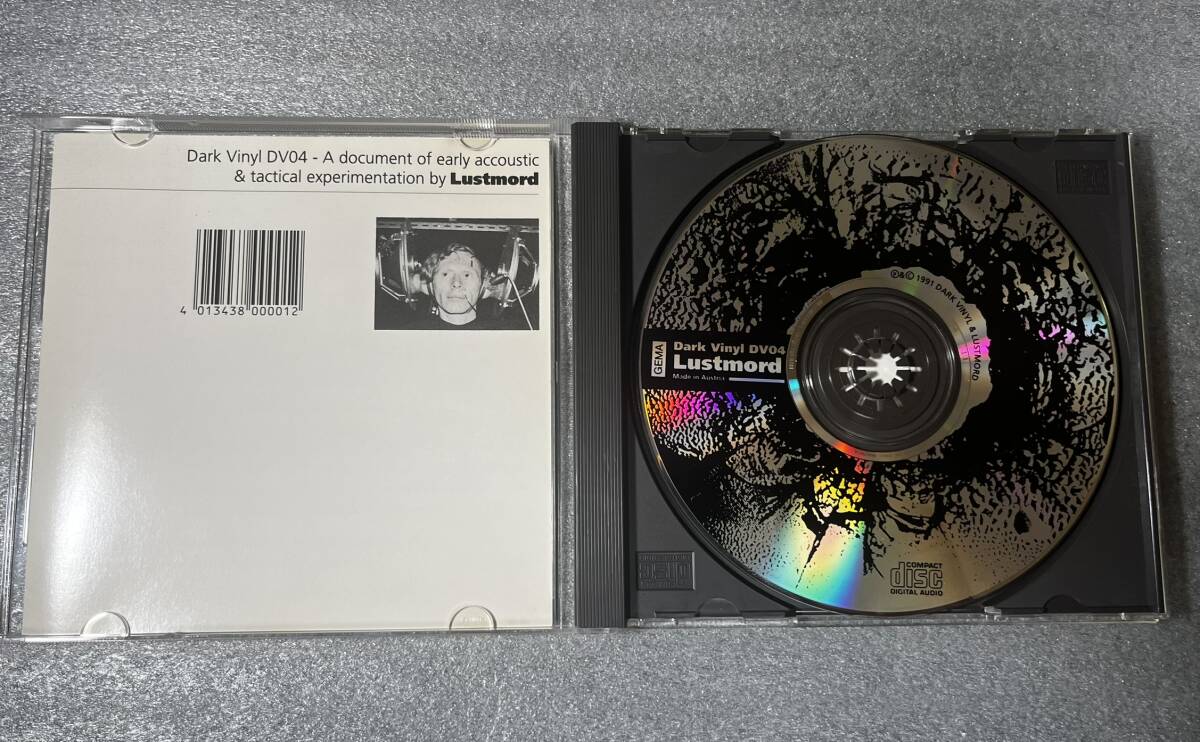 Dark Vinyl DV04 - A document of early accoustic
& tactical experimentation by Lustmord
4 013438 000012
℗&© 1991 DARK VINYL & LUSTMORD
GEMA
Dark Vinyl DV04
Lustmord
Made in Austria
COMPACT
disc
DIGITAL AUDIO